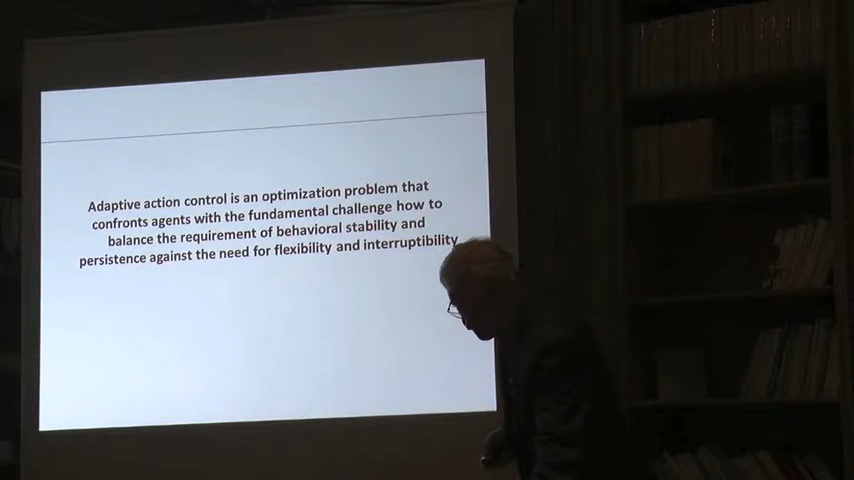 Adaptive action control is an optimization problem that
confronts agents with the fundamental challenge how to
balance the requirement of behavioral stability and
persistence against the need for flexibility and interruptibility